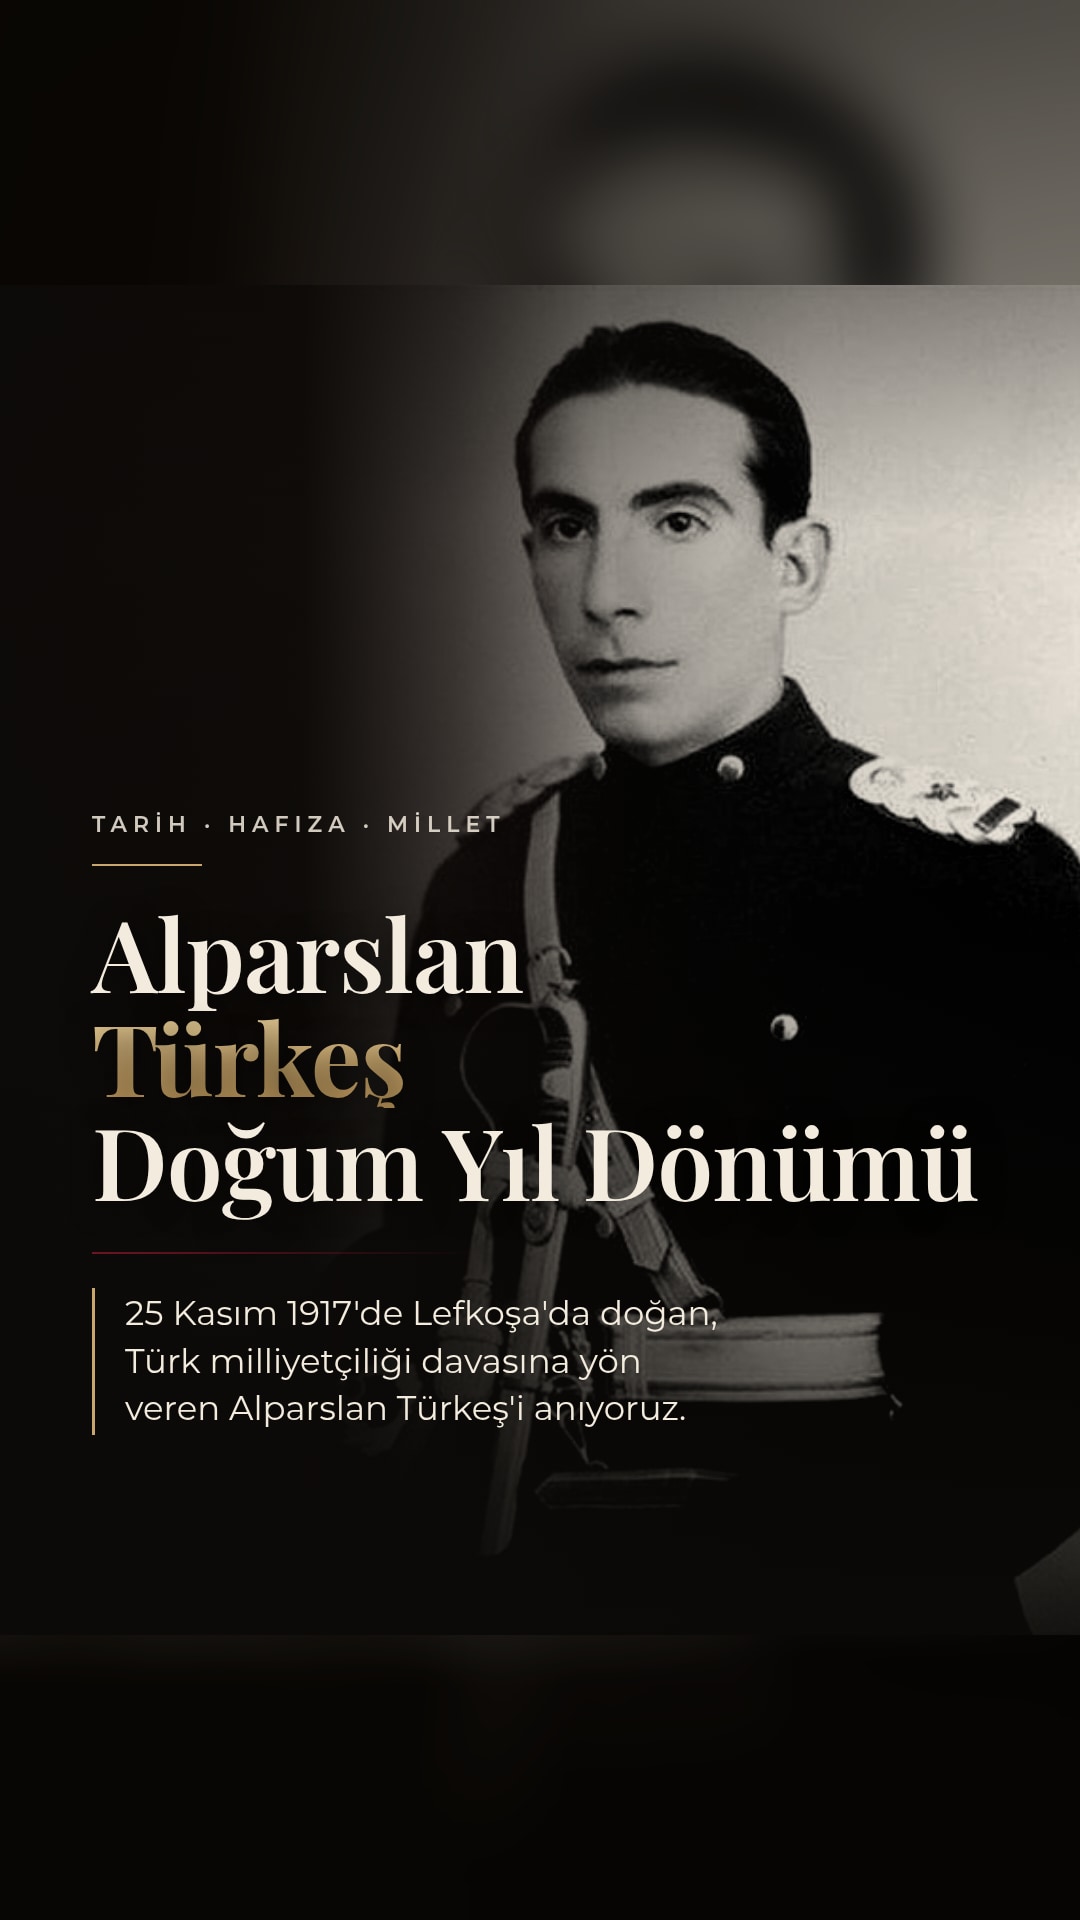 TARİH · HAFIZA · MİLLET
Alparslan
Türkeş
Doğum Yıl Dönümü
25 Kasım 1917'de Lefkoşa'da doğan,
Türk milliyetçiliği davasına yön
veren Alparslan Türkeş'i anıyoruz.